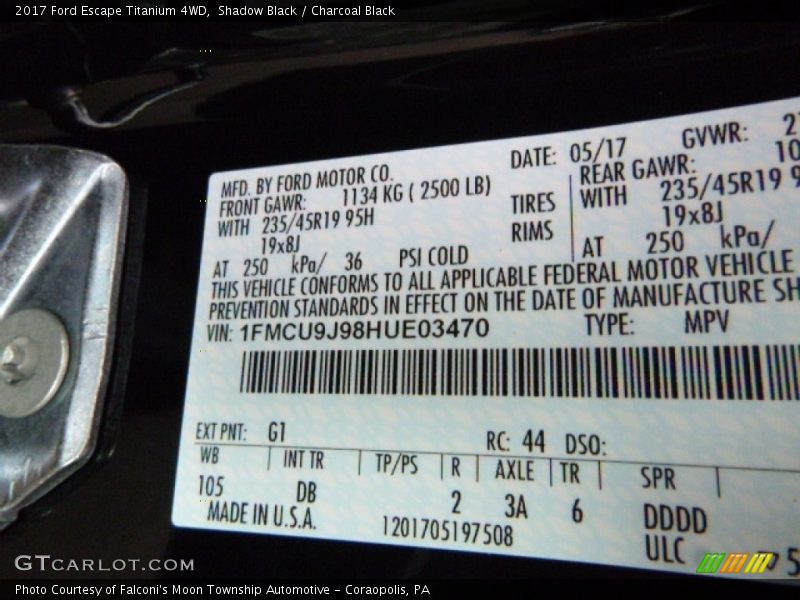 2017 Ford Escape Titanium 4WD, Shadow Black / Charcoal Black
MFD. BY FORD MOTOR CO. DATE: 05/17 GVWR:
FRONT GAWR: 1134 KG ( 2500 LB) REAR GAWR:
WITH 235/45R19 95H TIRES WITH 235/45R19
19x8J RIMS 19x8J
AT 250 kPa/ 36 PSI COLD AT 250 kPa/
THIS VEHICLE CONFORMS TO ALL APPLICABLE FEDERAL MOTOR VEHICLE
PREVENTION STANDARDS IN EFFECT ON THE DATE OF MANUFACTURE SH
VIN: 1FMCU9J98HUE03470 TYPE: MPV
EXT PNT: G1 RC: 44 DSO:
WB INT TR TP/PS R AXLE TR SPR
105 DB 2 3A 6 DDDD
MADE IN U.S.A. 1201705197508 ULC
GTCARLOT.COM
Photo Courtesy of Falconi's Moon Township Automotive – Coraopolis, PA